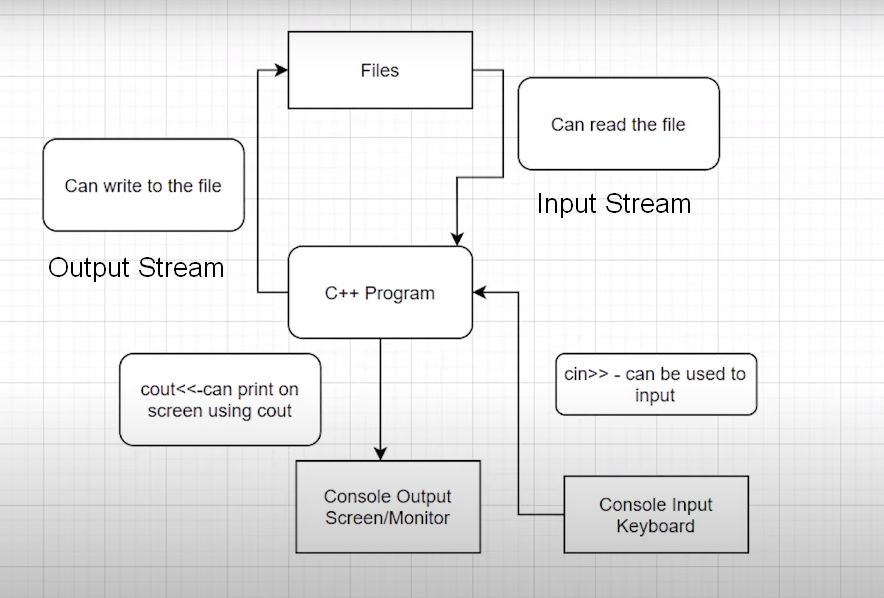 Files
Can read the file
Can write to the file
Input Stream
Output Stream
C++ Program
cout<<-can print on
screen using cout
cin>> - can be used to
input
Console Output
Screen/Monitor
Console Input
Keyboard